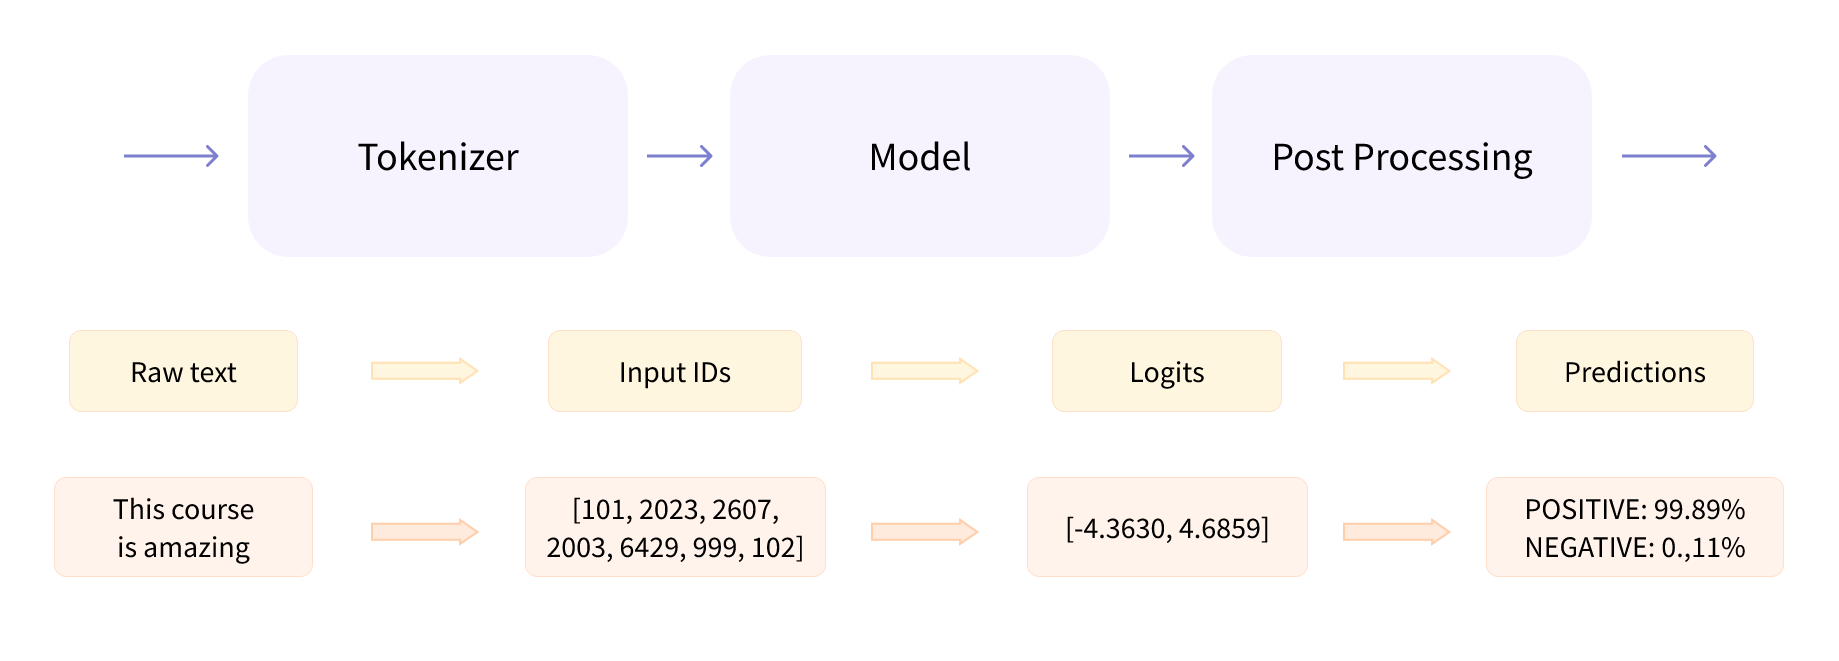 Tokenizer
Model
Post Processing
Raw text
Input IDs
Logits
Predictions
This course
is amazing
[101, 2023, 2607,
2003, 6429, 999, 102]
[-4.3630, 4.6859]
POSITIVE: 99.89%
NEGATIVE: 0.,11%